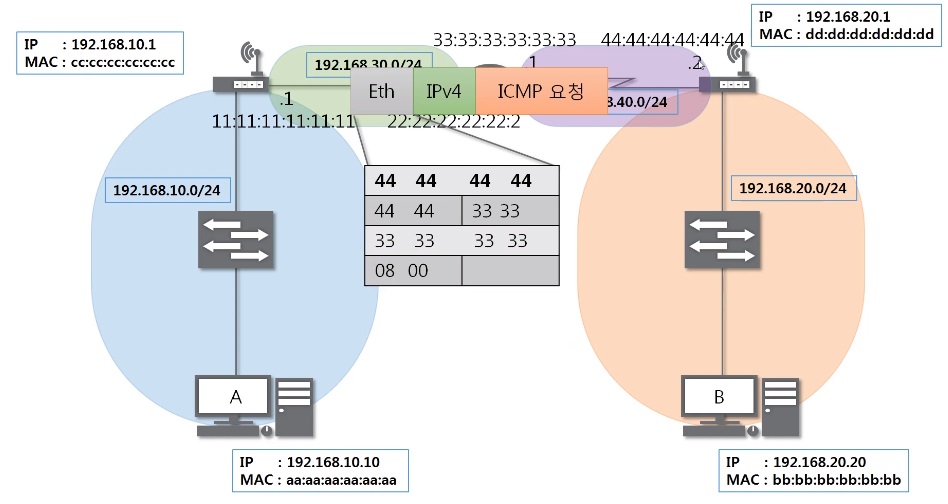 IP : 192.168.20.1
MAC : dd:dd:dd:dd:dd:dd
IP : 192.168.10.1
MAC : cc:cc:cc:cc:cc:cc
33:33:33:33:33:33
44:44:44:44:44:44
192.168.30.0/24
.1
.2
Eth
IPv4
ICMP 요청
.1
3.40.0/24
11:11:11:11:11:11
22:22:22:22:22:2
44 44 44 44
44 44 33 33
33 33 33 33
08 00
192.168.10.0/24
192.168.20.0/24
A
B
IP : 192.168.10.10
MAC : aa:aa:aa:aa:aa:aa
IP : 192.168.20.20
MAC : bb:bb:bb:bb:bb:bb